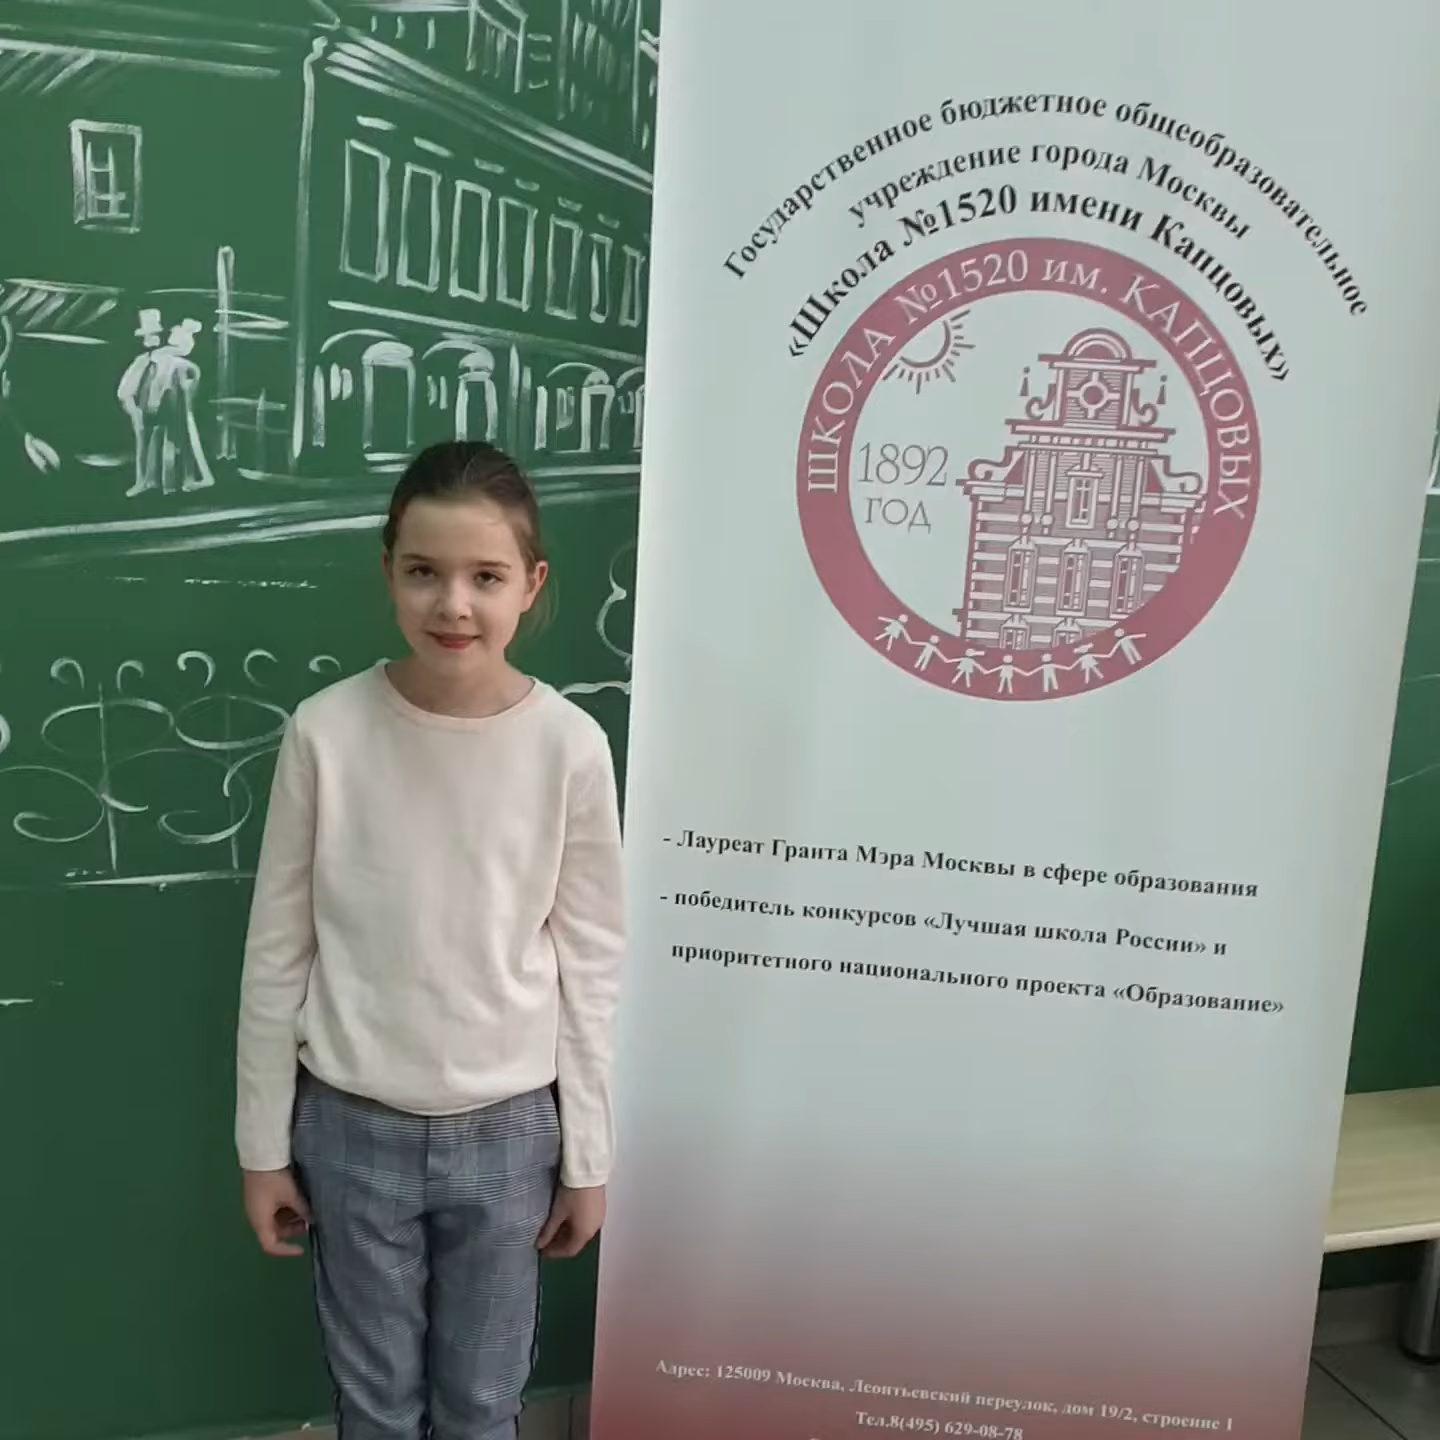 Государственное бюджетное общеобразовательное
учреждение города Москвы
«Школа №1520 имени Капцовых»
ШКОЛА №1520 ИМ. КАПЦОВЫХ
1892
ГОД
- Лауреат Гранта Мэра Москвы в сфере образования
- победитель конкурсов «Лучшая школа России» и
приоритетного национального проекта «Образование»
Адрес: 125009 Москва, Леонтьевский переулок, дом 19/2, строение 1
Тел.8(495) 629-08-78